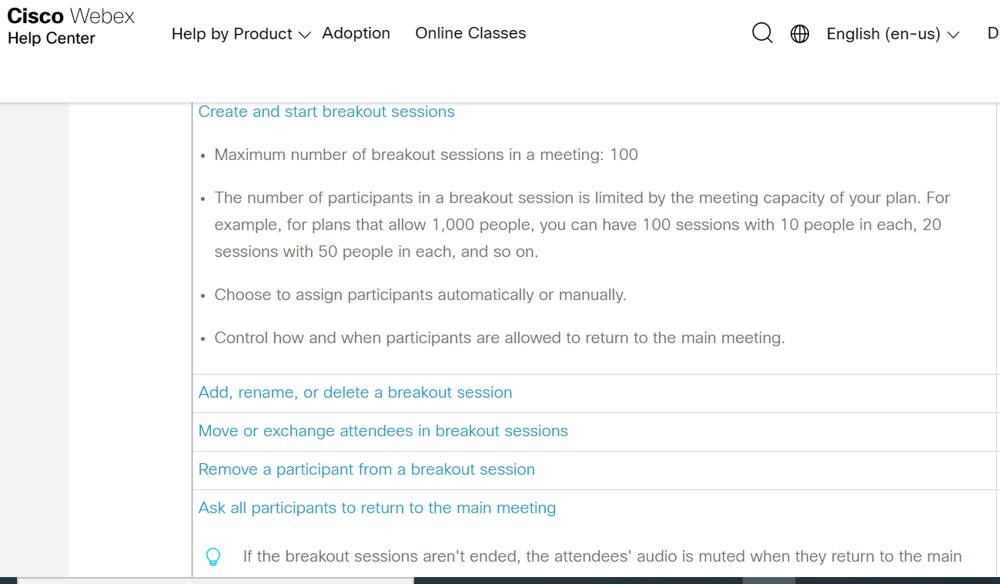 Cisco Webex
Help Center
Help by Product
Adoption
Online Classes
English (en-us)
D
Create and start breakout sessions
• Maximum number of breakout sessions in a meeting: 100
• The number of participants in a breakout session is limited by the meeting capacity of your plan. For
example, for plans that allow 1,000 people, you can have 100 sessions with 10 people in each, 20
sessions with 50 people in each, and so on.
• Choose to assign participants automatically or manually.
• Control how and when participants are allowed to return to the main meeting.
Add, rename, or delete a breakout session
Move or exchange attendees in breakout sessions
Remove a participant from a breakout session
Ask all participants to return to the main meeting
If the breakout sessions aren't ended, the attendees' audio is muted when they return to the main